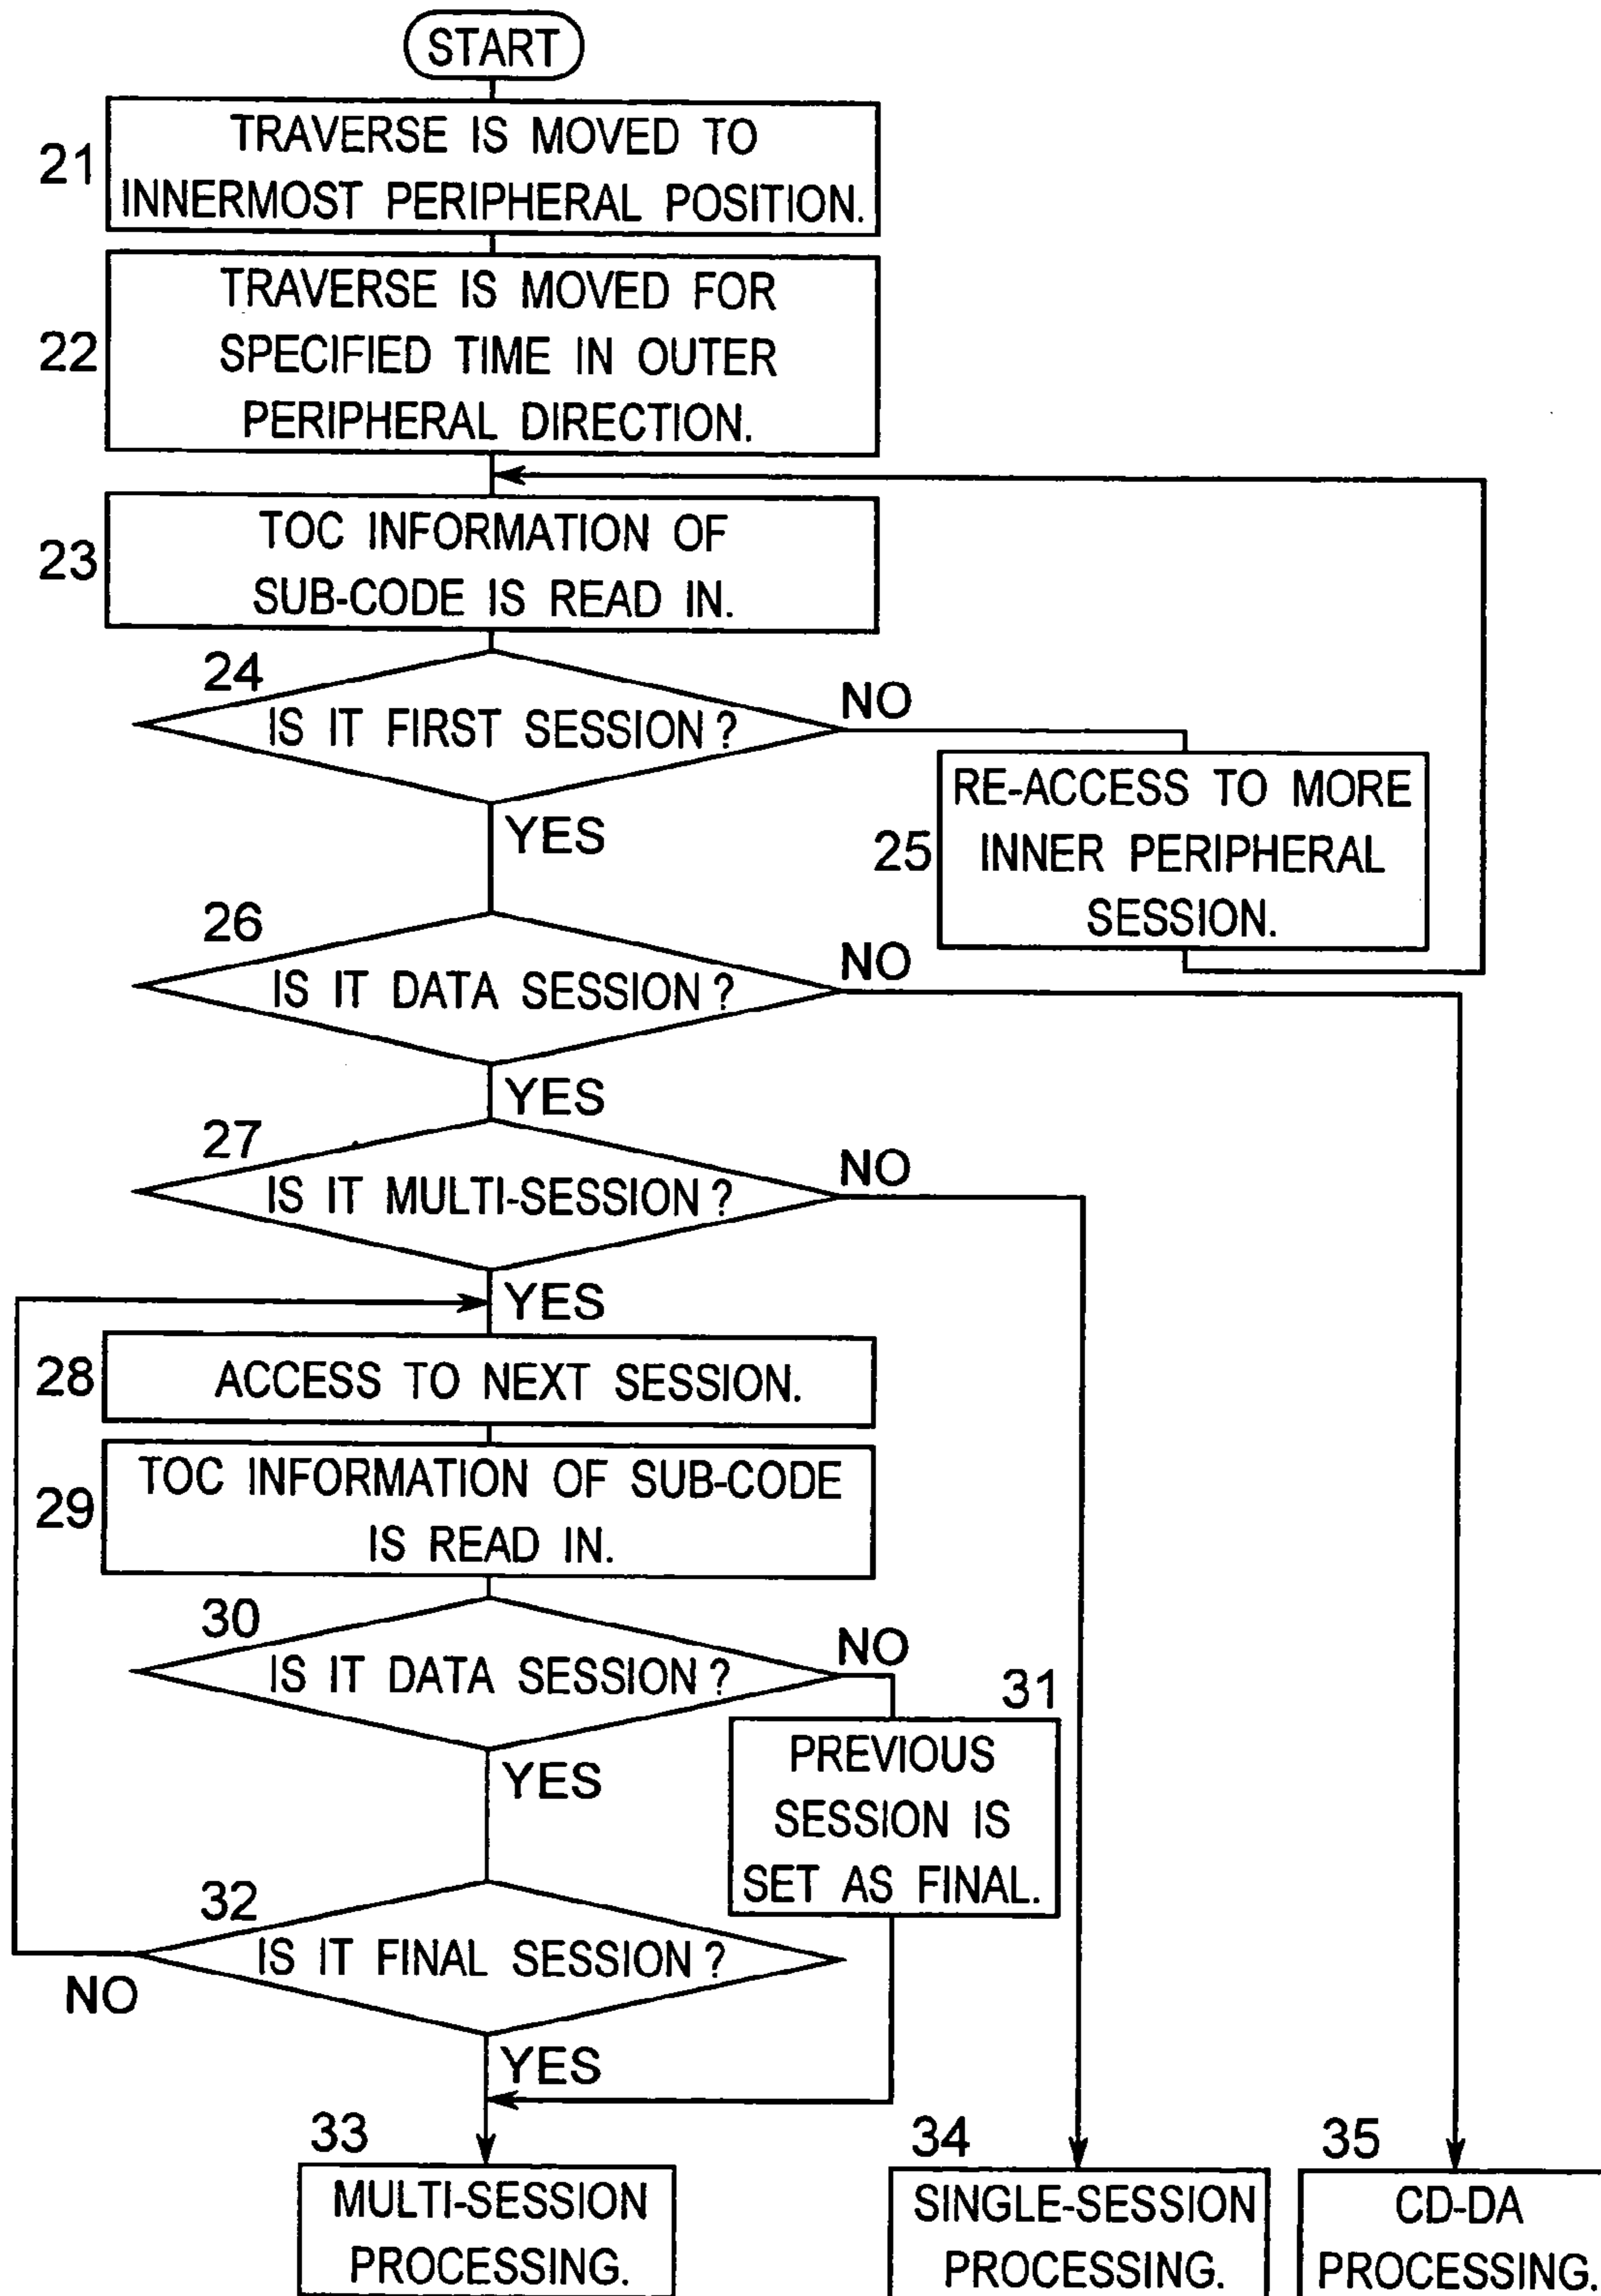 START
21
TRAVERSE IS MOVED TO
INNERMOST PERIPHERAL POSITION.
22
TRAVERSE IS MOVED FOR
SPECIFIED TIME IN OUTER
PERIPHERAL DIRECTION.
23
TOC INFORMATION OF
SUB-CODE IS READ IN.
24
IS IT FIRST SESSION?
NO
YES
25
RE-ACCESS TO MORE
INNER PERIPHERAL
SESSION.
26
IS IT DATA SESSION?
NO
YES
27
IS IT MULTI-SESSION?
NO
YES
28
ACCESS TO NEXT SESSION.
29
TOC INFORMATION OF SUB-CODE
IS READ IN.
30
IS IT DATA SESSION?
NO
YES
31
PREVIOUS
SESSION IS
SET AS FINAL.
32
IS IT FINAL SESSION?
NO
YES
33
MULTI-SESSION
PROCESSING.
34
SINGLE-SESSION
PROCESSING.
35
CD-DA
PROCESSING.